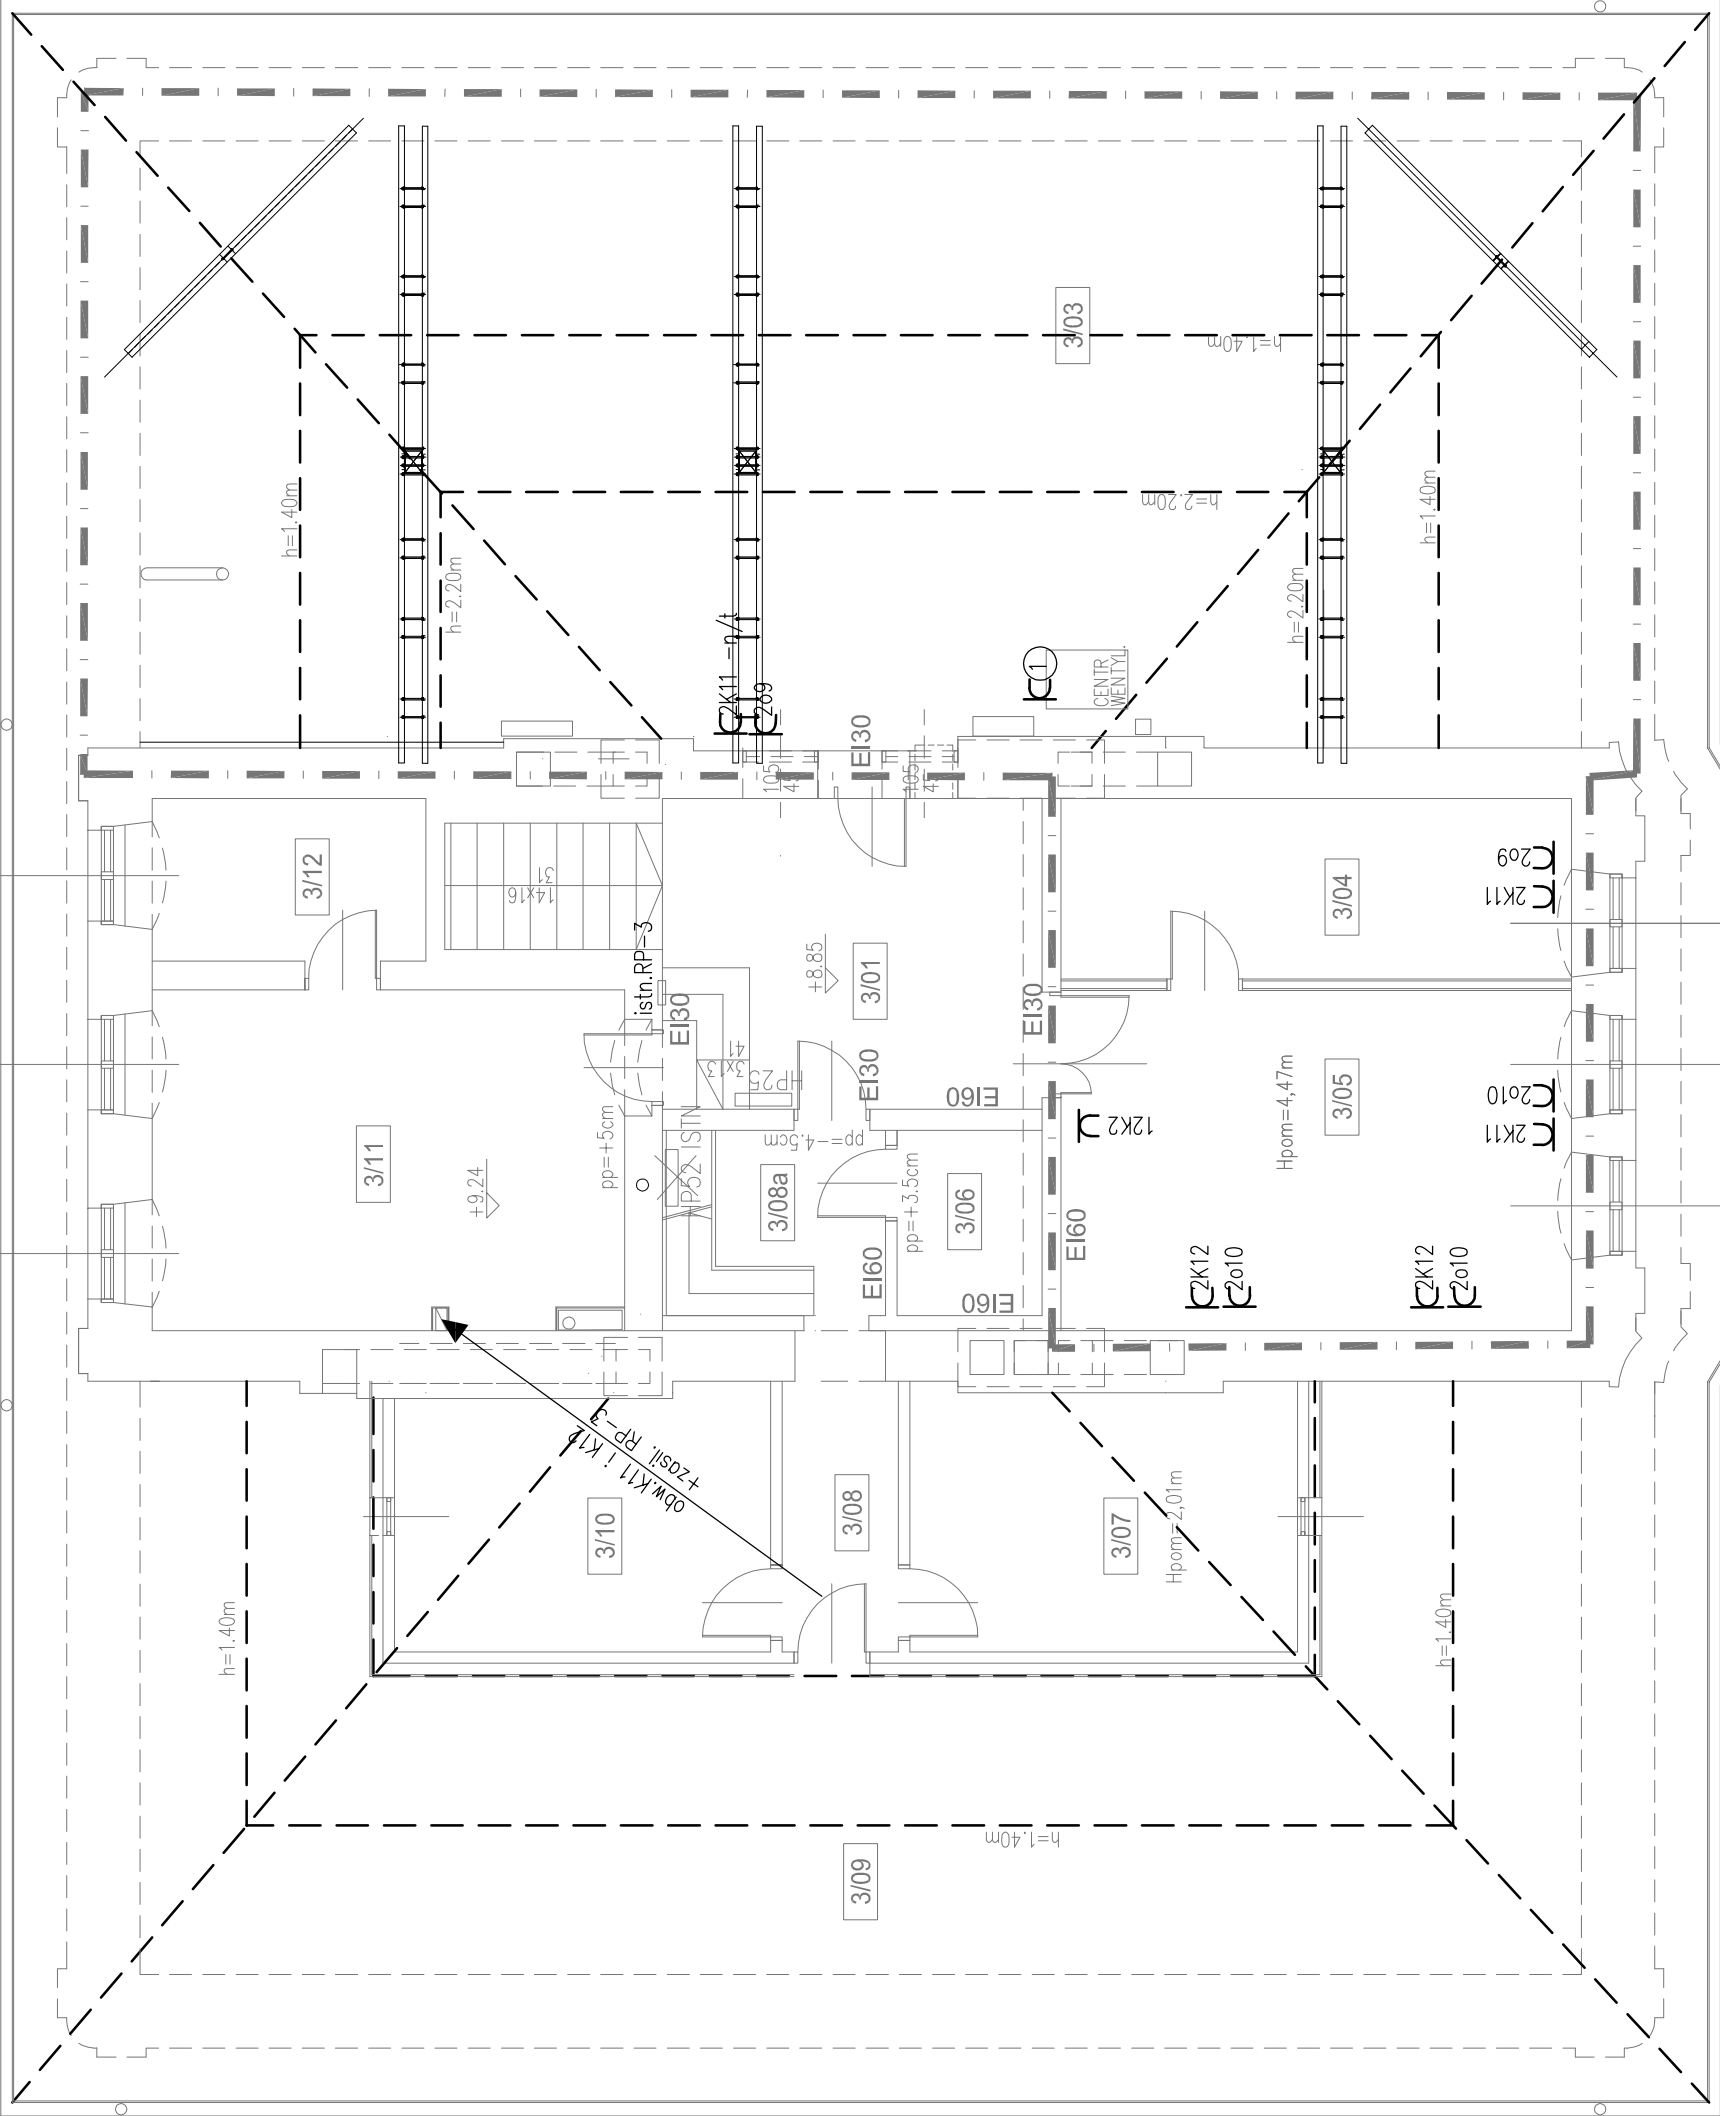 3/03
h=1.40m
h=1.40m
h=1.40m
h=2.20m
h=2.20m
h=2.20m
2K11 -n/t
2o9
1
CENTR.
WENTYL.
EI30
105
45
105
45
3/12
14x16
31
istn.RP-3
EI30
+8.85
3/01
EI30
3/04
2o9
2K11
3x13
41
HP25
EI30
EI60
pp=+5cm
3/11
+9.24
HP52 ISTN
pp=-4.5cm
3/08a
pp=+3.5cm
3/06
EI60
EI60
EI60
12K2
Hpom=4,47m
3/05
2o10
2K11
2K12
2o10
2K12
2o10
obw.K11 i K12
+zasil. RP-3
3/10
3/08
3/07
Hpom=2,01m
h=1.40m
h=1.40m
h=1.40m
3/09